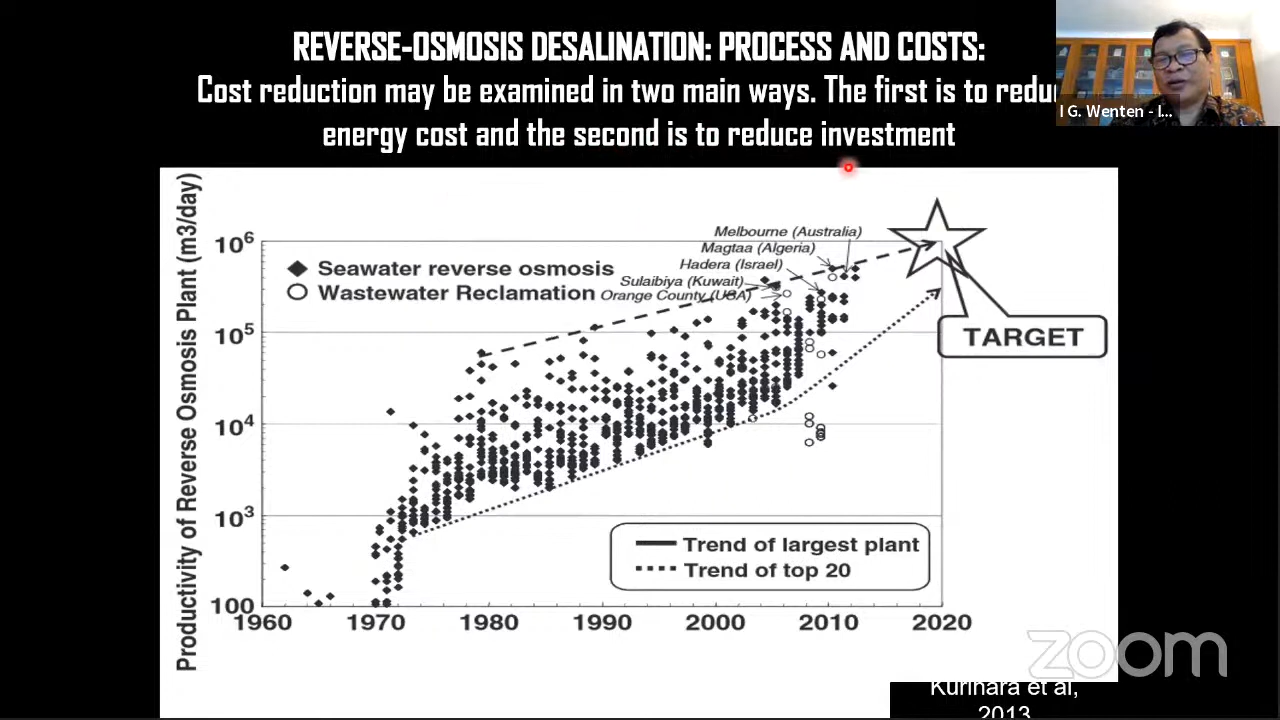 REVERSE-OSMOSIS DESALINATION: PROCESS AND COSTS:
Cost reduction may be examined in two main ways. The first is to redu
energy cost and the second is to reduce investment
I G. Wenten - I...
Productivity of Reverse Osmosis Plant (m3/day)
10⁶
10⁵
10⁴
10³
100
Seawater reverse osmosis
Wastewater Reclamation
Melbourne (Australia)
Magtaa (Algeria)
Hadera (Israel)
Sulaibiya (Kuwait)
Orange County (USA)
TARGET
Trend of largest plant
Trend of top 20
1960 1970 1980 1990 2000 2010 2020
zoom
Kurihara et al,
2013